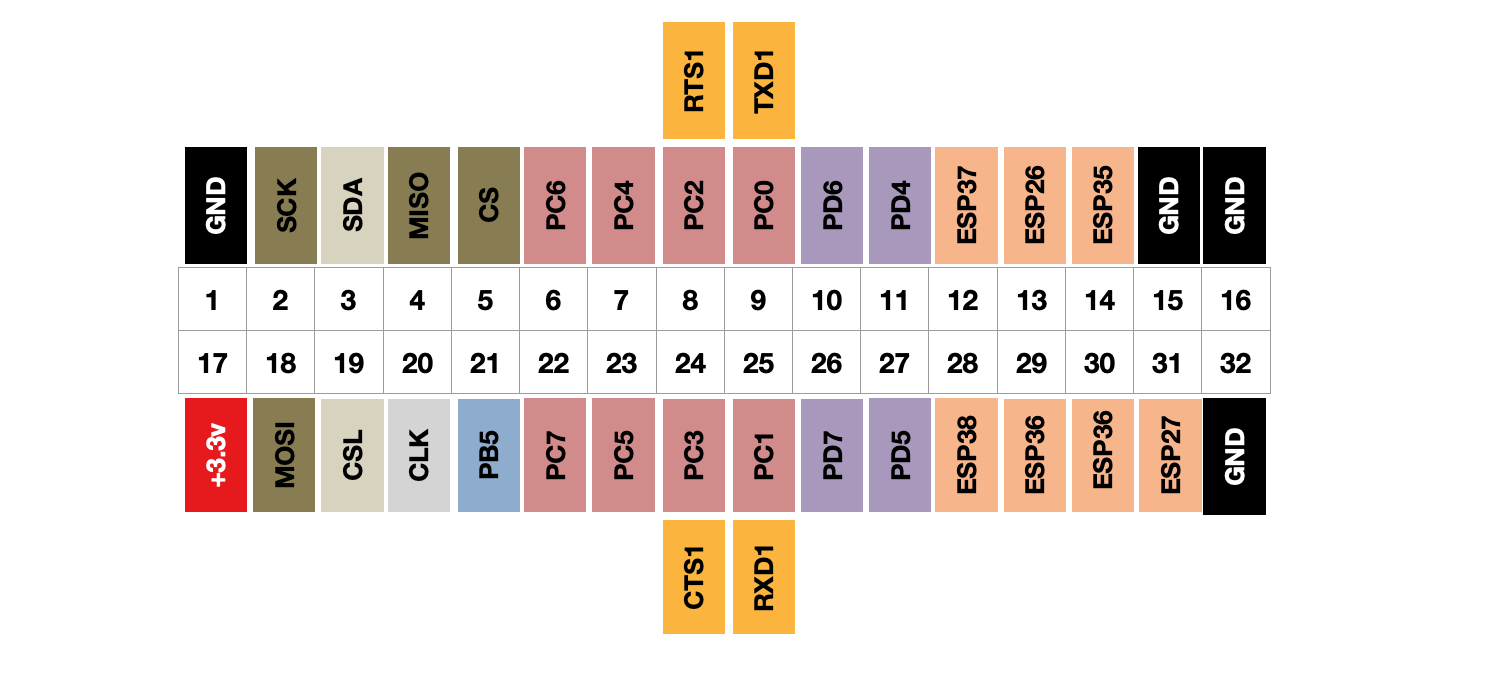 RTS1 TXD1
GND SCK SDA MISO CS PC6 PC4 PC2 PC0 PD6 PD4 ESP37 ESP26 ESP35 GND GND
1 2 3 4 5 6 7 8 9 10 11 12 13 14 15 16
17 18 19 20 21 22 23 24 25 26 27 28 29 30 31 32
+3.3v MOSI CSL CLK PB5 PC7 PC5 PC3 PC1 PD7 PD5 ESP38 ESP36 ESP36 ESP27 GND
CTS1 RXD1